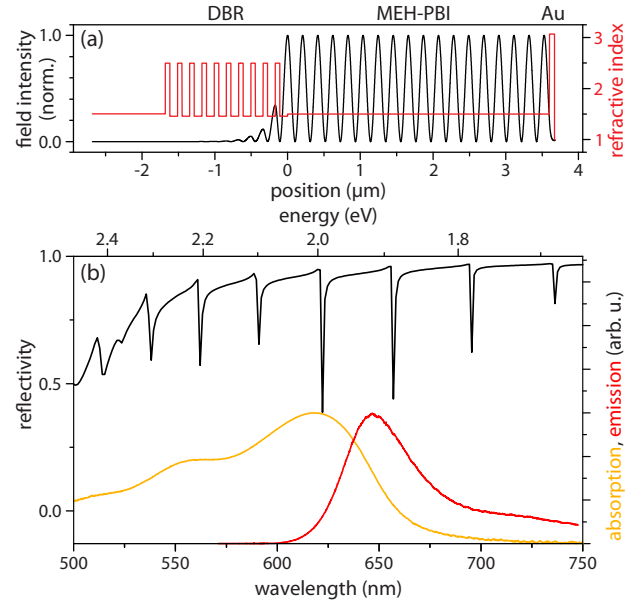 DBR MEH-PBI Au
(a)
field intensity
(norm.)
1.0
0.0
3
2
1
refractive index
-2 -1 0 1 2 3 4
position (μm)
energy (eV)
2.4 2.2 2.0 1.8
(b)
reflectivity
1.0
0.5
0.0
absorption, emission (arb. u.)
500 550 600 650 700 750
wavelength (nm)